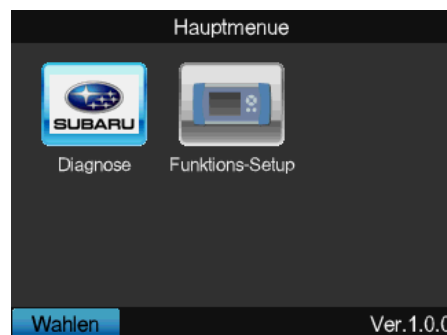 Hauptmenue
SUBARU
Diagnose
Funktions-Setup
Wahlen
Ver.1.0.0